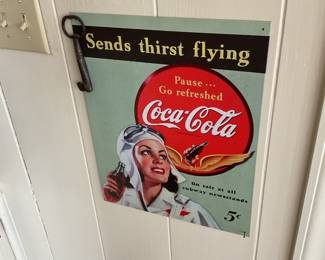 Sends thirst flying
Pause...
Go refreshed
Coca-Cola
On sale at all
subway newsstands
5¢